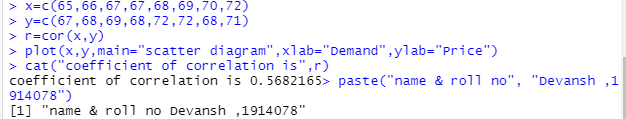 > x=c(65,66,67,67,68,69,70,72)
> y=c(67,68,69,68,72,72,68,71)
> r=cor(x,y)
> plot(x,y,main="scatter diagram",xlab="Demand",ylab="Price")
> cat("coefficient of correlation is",r)
coefficient of correlation is 0.5682165> paste("name & roll no", "Devansh ,1
914078")
[1] "name & roll no Devansh ,1914078"